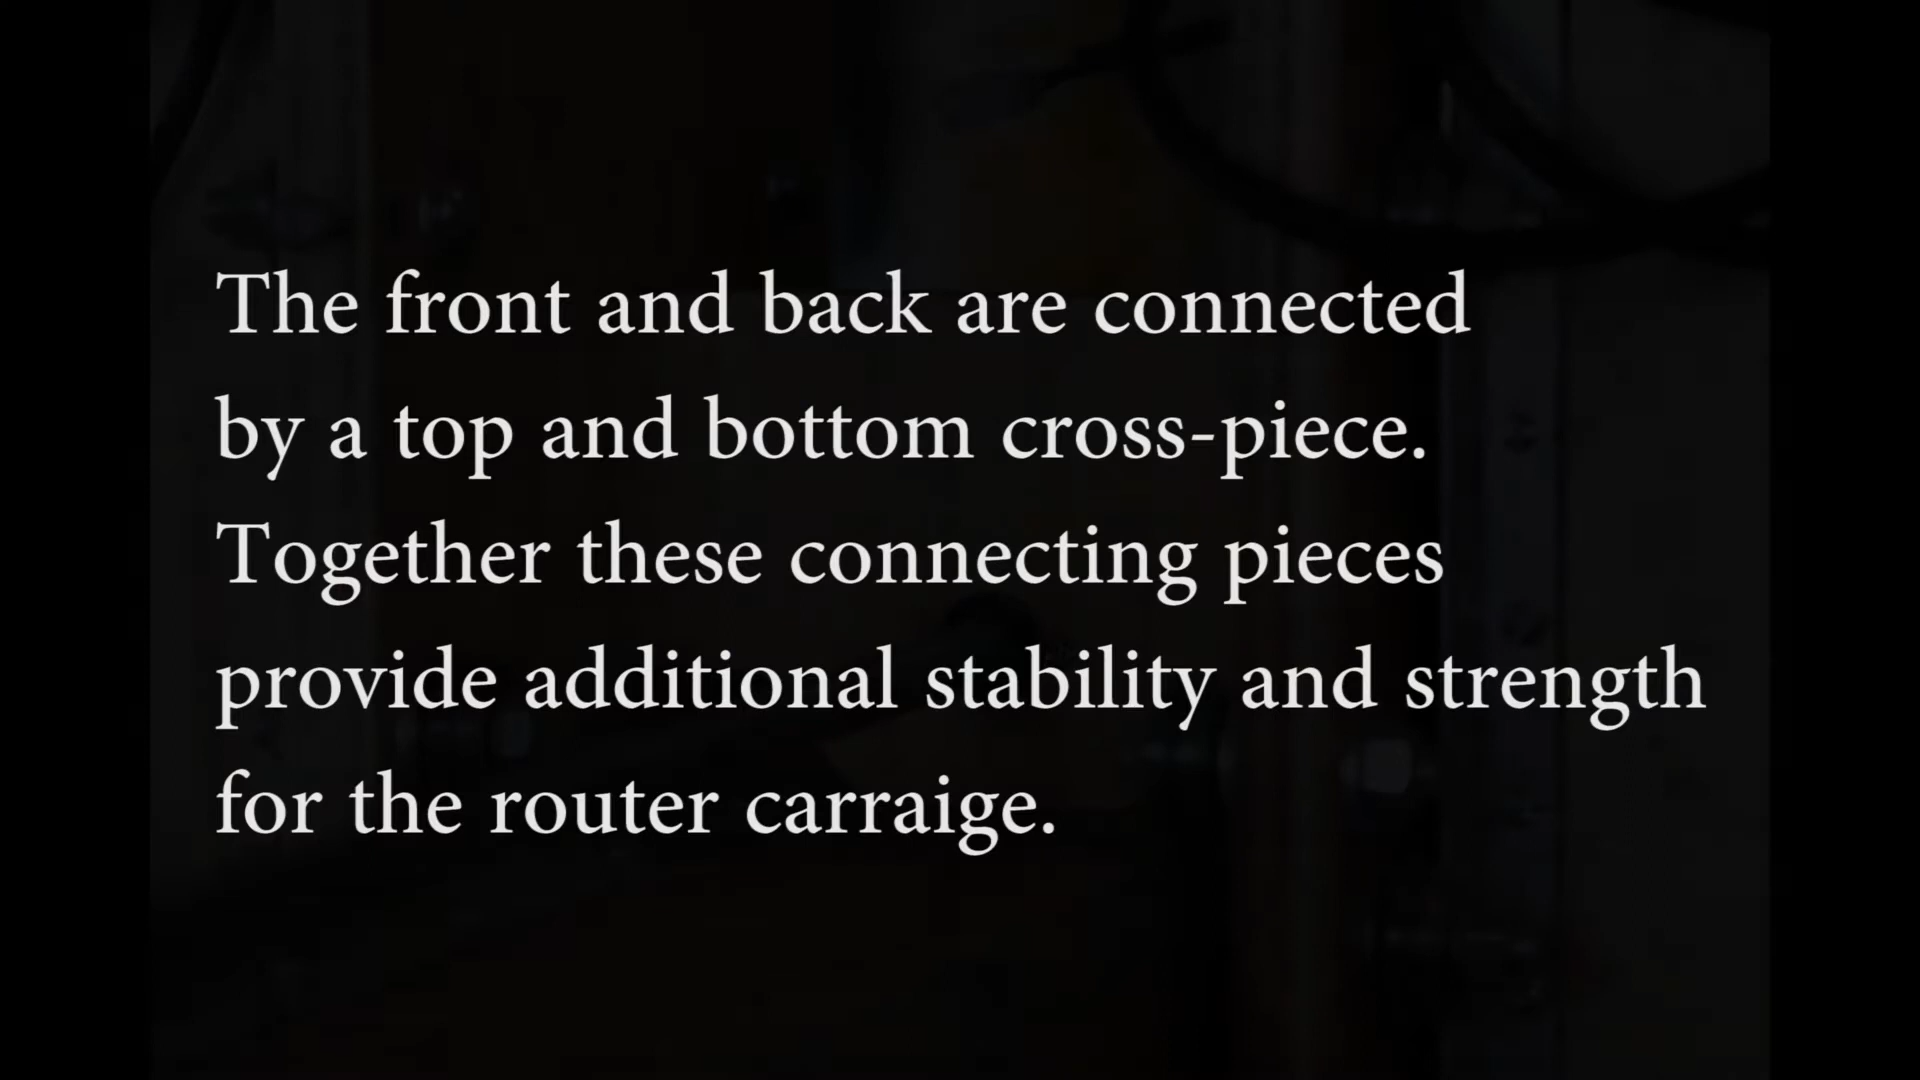 The front and back are connected
by a top and bottom cross-piece.
Together these connecting pieces
provide additional stability and strength
for the router carraige.